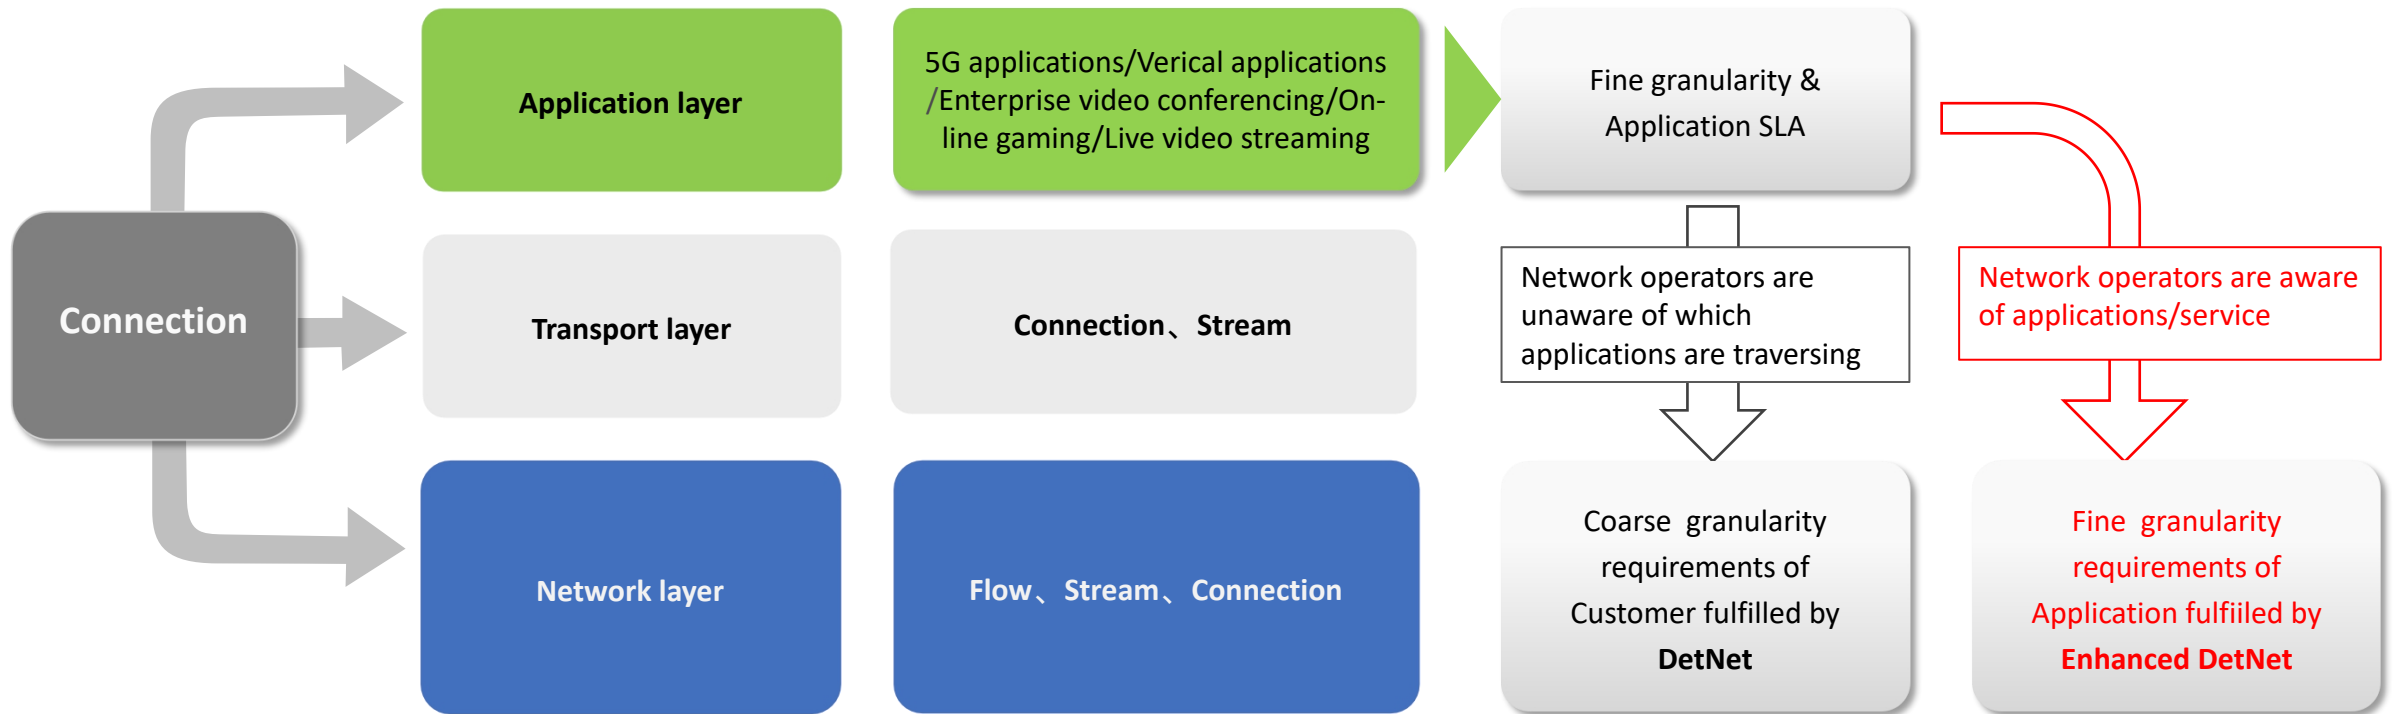 Connection
Application layer
5G applications/Verical applications
/Enterprise video conferencing/On-
line gaming/Live video streaming
Fine granularity &
Application SLA
Transport layer
Connection、Stream
Network operators are
unaware of which
applications are traversing
Network operators are aware
of applications/service
Network layer
Flow、Stream、Connection
Coarse granularity
requirements of
Customer fulfilled by
DetNet
Fine granularity
requirements of
Application fulfiiled by
Enhanced DetNet